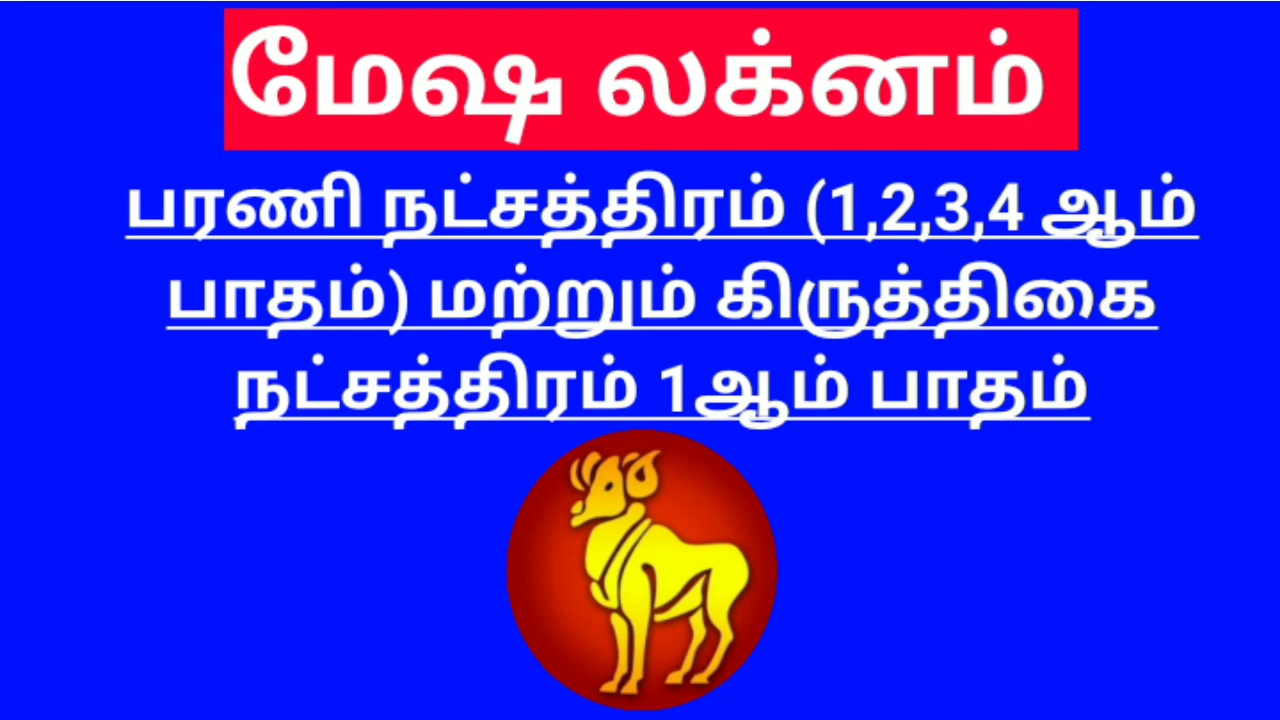 மேஷ லக்னம்
பரணி நட்சத்திரம் (1,2,3,4 ஆம்
பாதம்) மற்றும் கிருத்திகை
நட்சத்திரம் 1ஆம் பாதம்